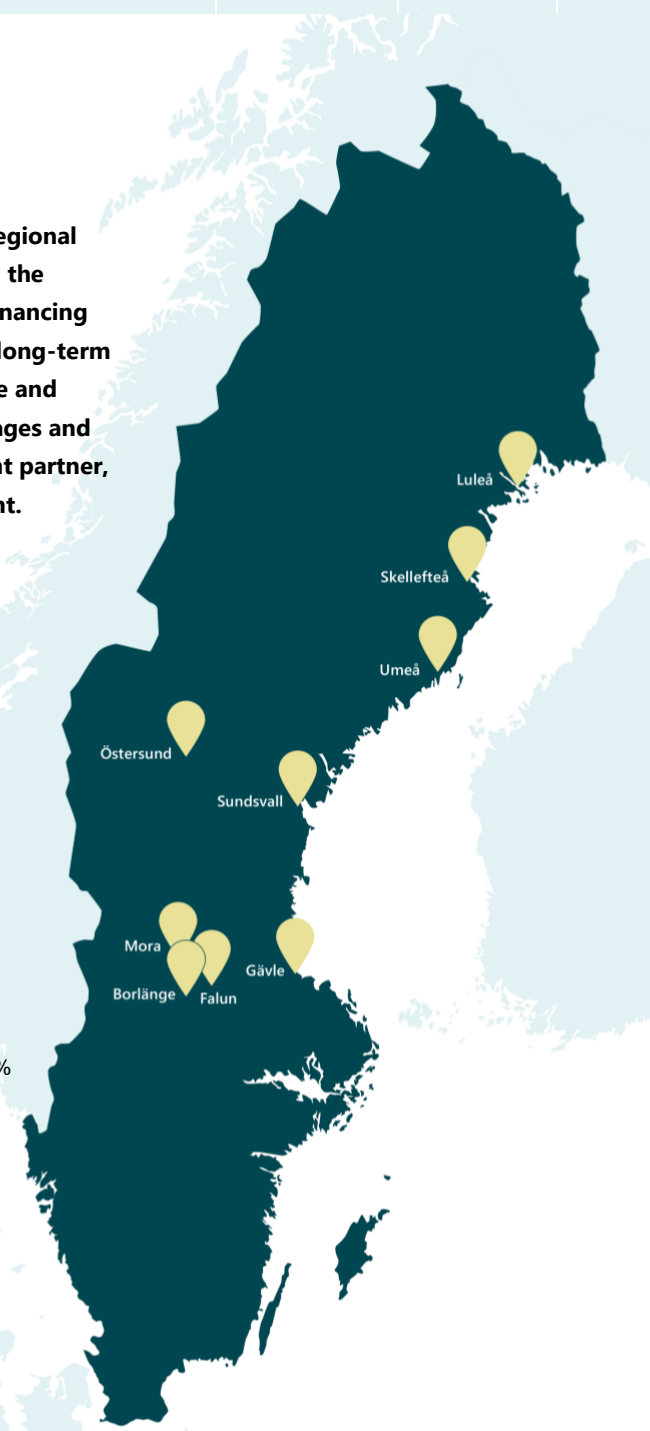 egional
the
nancing
long-term
e and
ages and
nt partner,
nt.
Luleå
Skellefteå
Umeå
Östersund
Sundsvall
Mora
Gävle
Borlänge
Falun
%